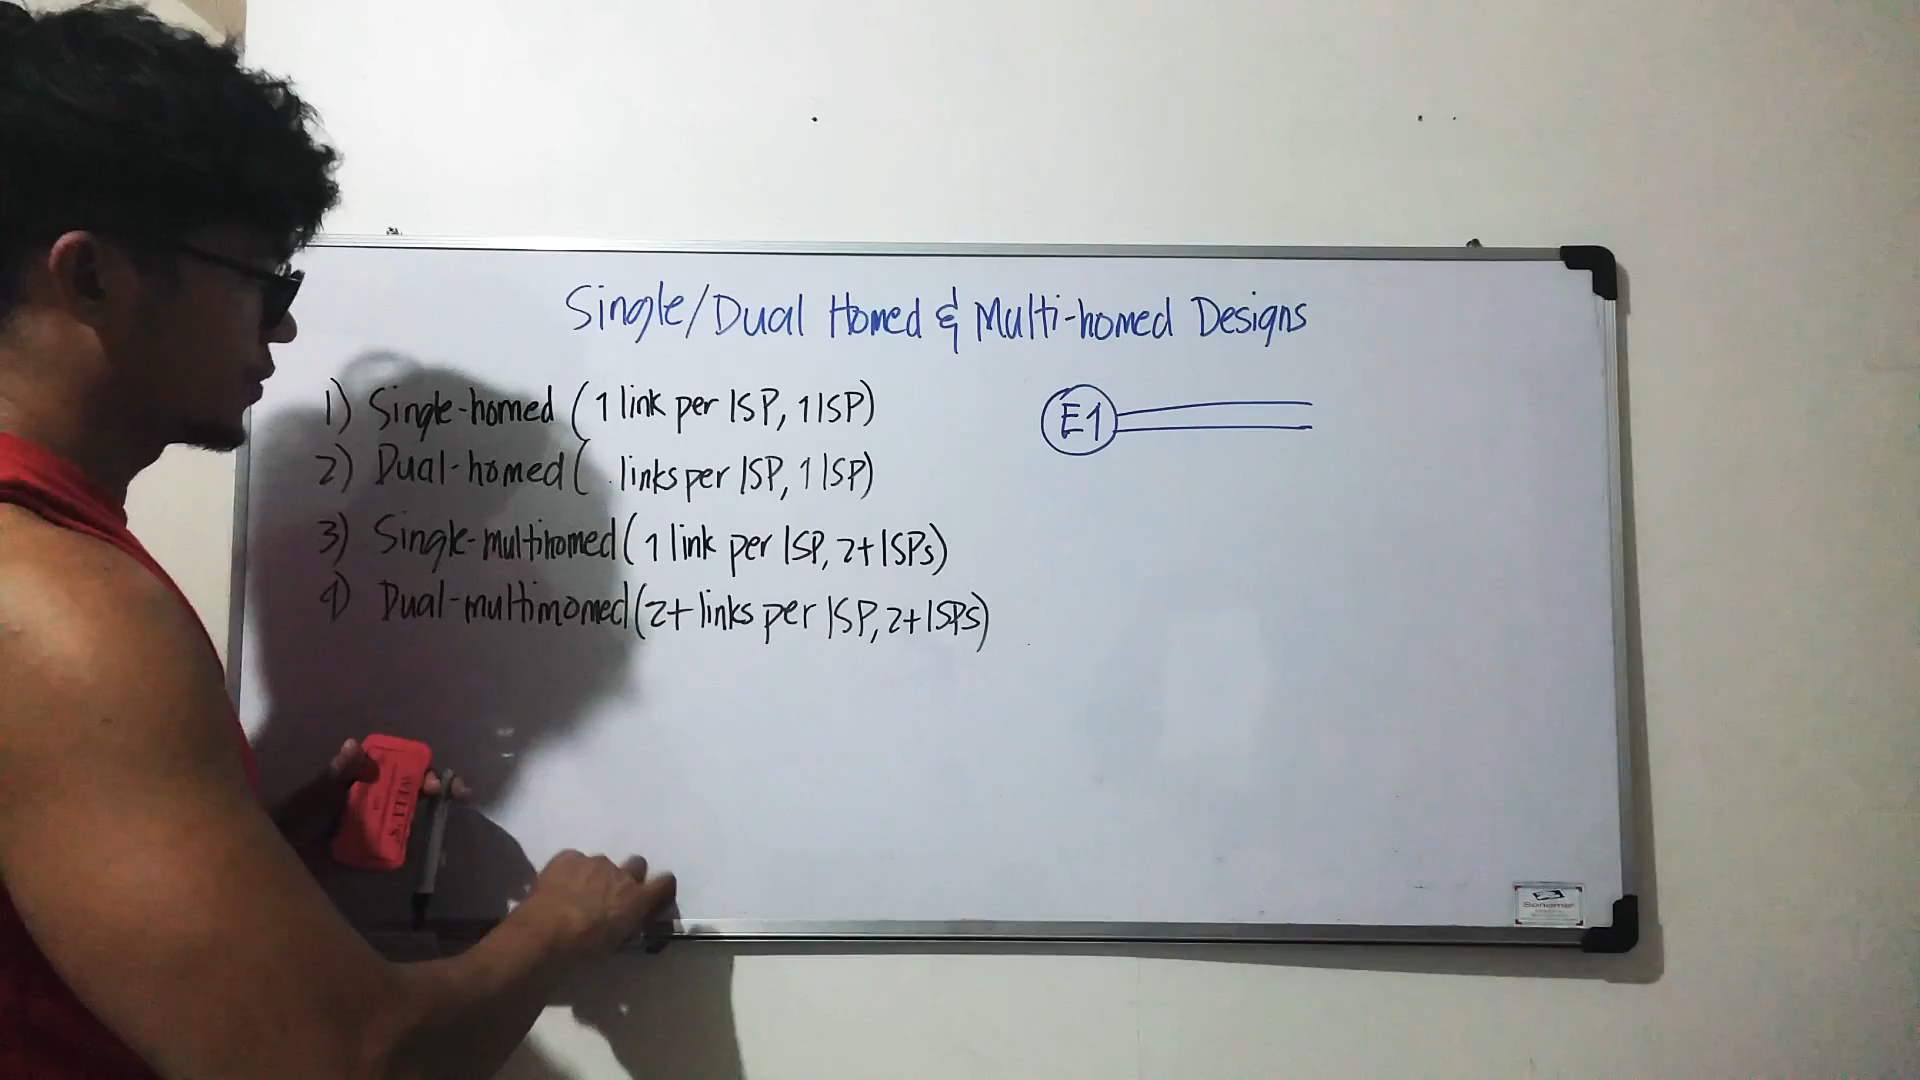 Single/Dual Homed & Multi-homed Designs
1) Single-homed (1 link per ISP, 1 ISP)
2) Dual-homed ( links per ISP, 1 ISP)
3) Single-multihomed (1 link per ISP, 2+ ISPs)
4) Dual-multimomed (2+ links per ISP, 2+ ISPs)
E1
WELL'S